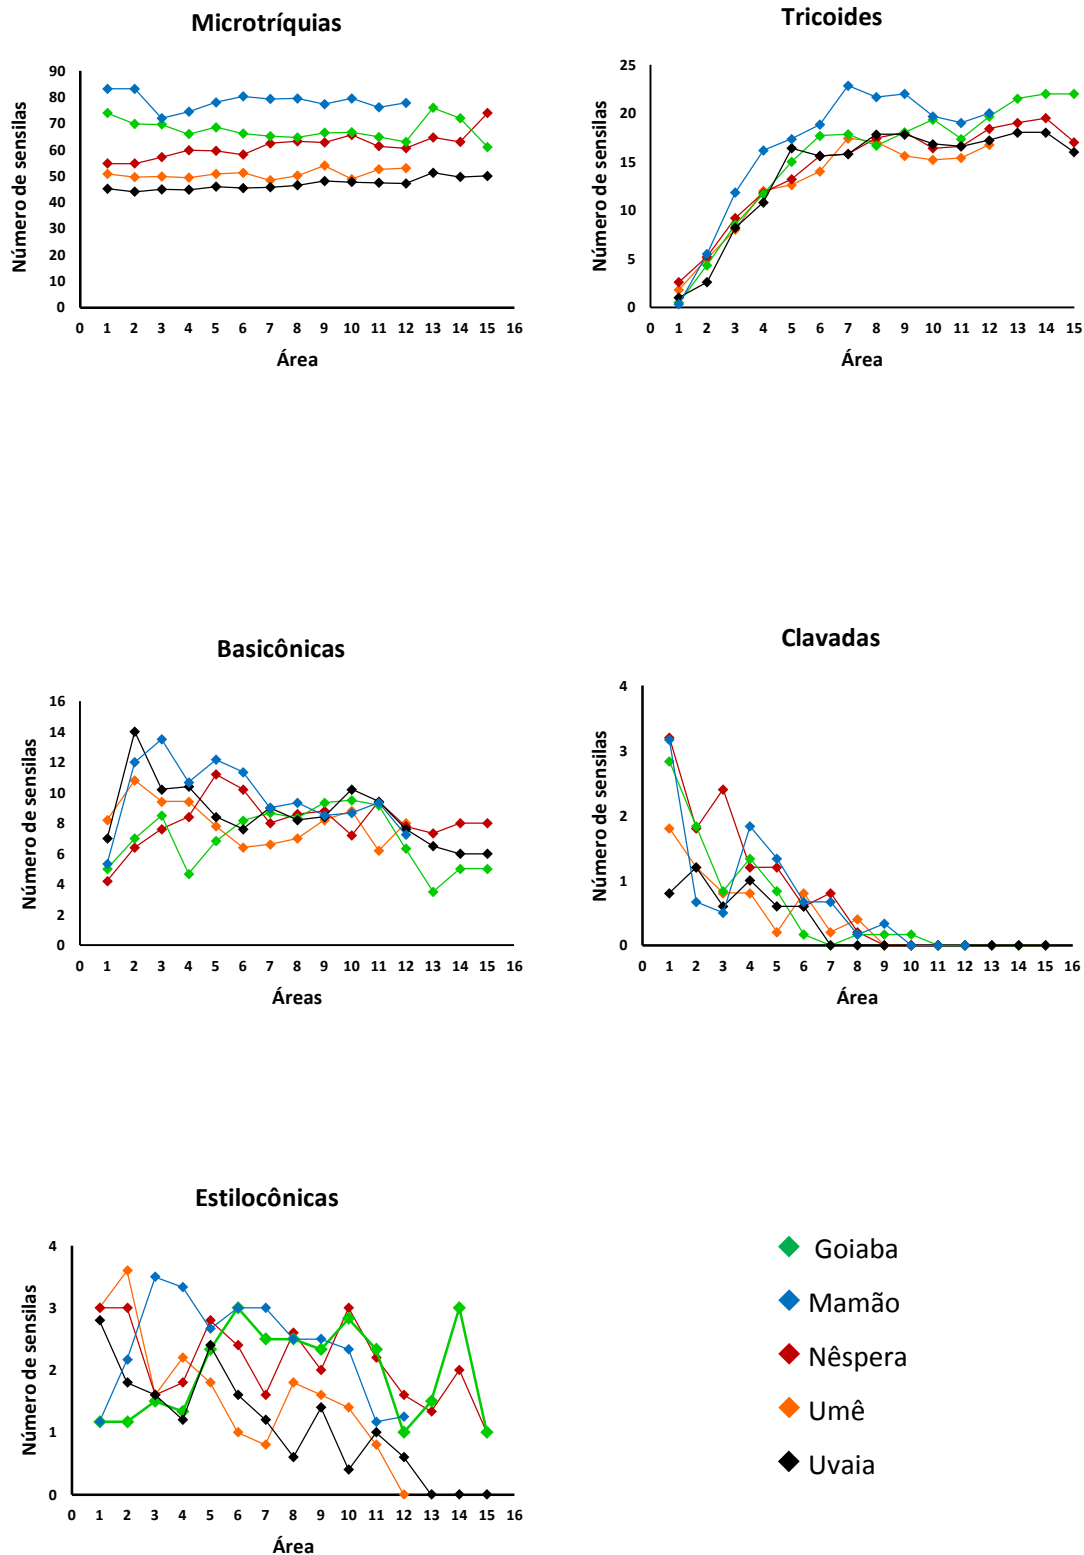 Microtríquias
Número de sensilas
90
80
70
60
50
40
30
20
10
0
0 1 2 3 4 5 6 7 8 9 10 11 12 13 14 15 16
Área
Tricoides
Número de sensilas
25
20
15
10
5
0
0 1 2 3 4 5 6 7 8 9 10 11 12 13 14 15
Área
Basicônicas
Número de sensilas
16
14
12
10
8
6
4
2
0
0 1 2 3 4 5 6 7 8 9 10 11 12 13 14 15 16
Áreas
Clavadas
Número de sensilas
4
3
2
1
0
0 1 2 3 4 5 6 7 8 9 10 11 12 13 14 15 16
Área
Estilocônicas
Número de sensilas
4
3
2
1
0
0 1 2 3 4 5 6 7 8 9 10 11 12 13 14 15 16
Área
Goiaba
Mamão
Nêspera
Umê
Uvaia